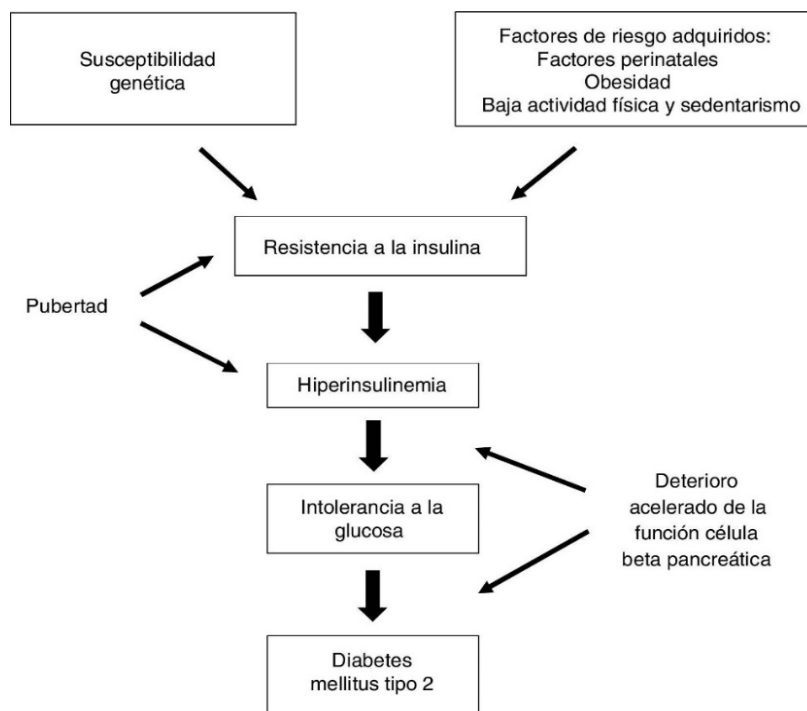 Susceptibilidad
genética
Factores de riesgo adquiridos:
Factores perinatales
Obesidad
Baja actividad física y sedentarismo
Resistencia a la insulina
Pubertad
Hiperinsulinemia
Intolerancia a la
glucosa
Deterioro
acelerado de la
función célula
beta pancreática
Diabetes
mellitus tipo 2